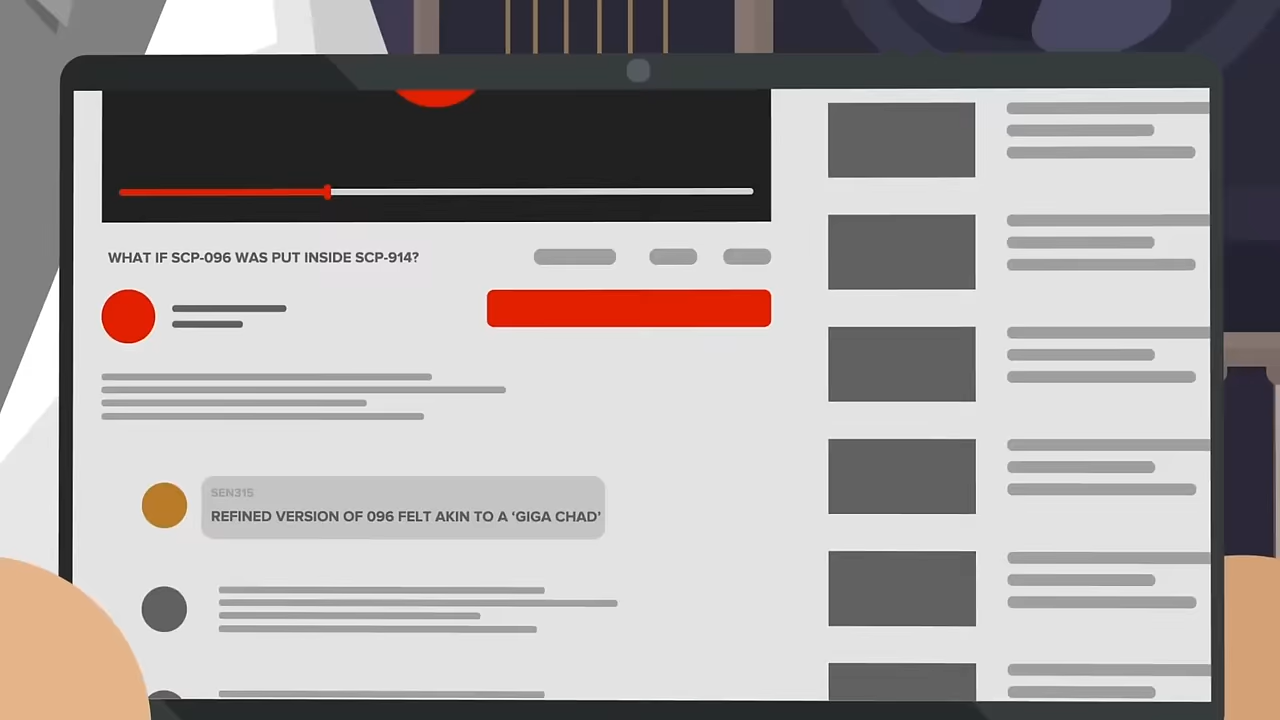 WHAT IF SCP-096 WAS PUT INSIDE SCP-914?
SEN315
REFINED VERSION OF 096 FELT AKIN TO A ‘GIGA CHAD’